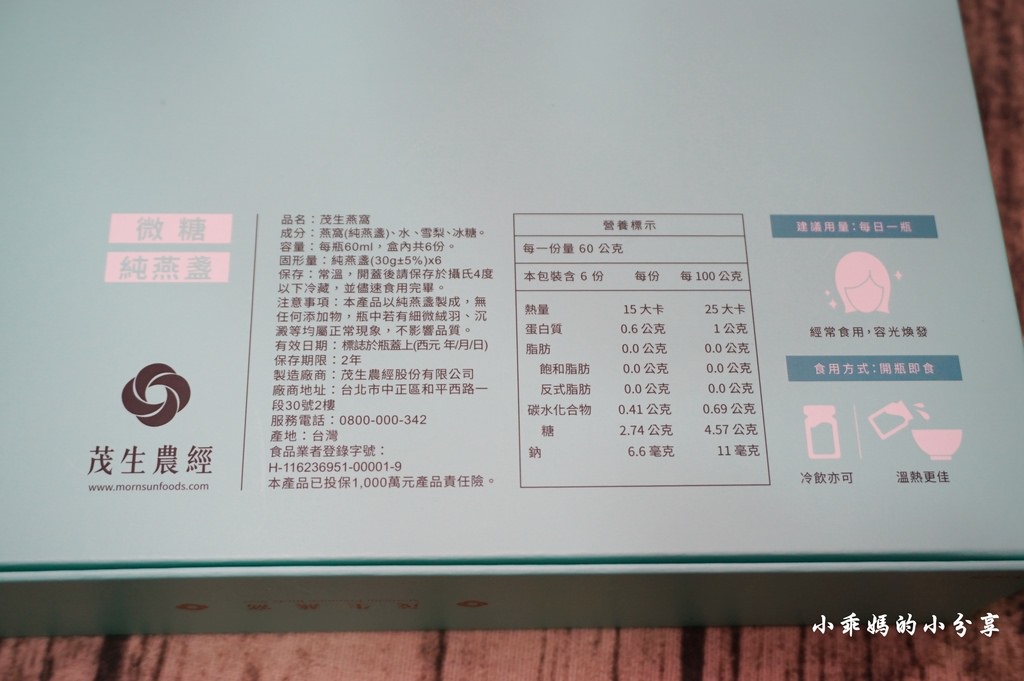 微糖
純燕盞
茂生農經
www.mornsunfoods.com
品名：茂生燕窩
成分：燕窩(純燕盞)、水、雪梨、冰糖。
容量：每瓶60ml，盒內共6份。
固形量：純燕盞(30g±5%)x6
保存：常溫，開蓋後請保存於攝氏4度
以下冷藏，並儘速食用完畢。
注意事項：本產品以純燕盞製成，無
任何添加物，瓶中若有細微絨羽、沉
澱等均屬正常現象，不影響品質。
有效日期：標誌於瓶蓋上(西元 年/月/日)
保存期限：2年
製造廠商：茂生農經股份有限公司
廠商地址：台北市中正區和平西路一
段30號2樓
服務電話：0800-000-342
產地：台灣
食品業者登錄字號：
H-116236951-00001-9
本產品已投保1,000萬元產品責任險。
營養標示
每一份量 60 公克
本包裝含 6 份 每份 每 100 公克
熱量 15 大卡 25 大卡
蛋白質 0.6 公克 1 公克
脂肪 0.0 公克 0.0 公克
飽和脂肪 0.0 公克 0.0 公克
反式脂肪 0.0 公克 0.0 公克
碳水化合物 0.41 公克 0.69 公克
糖 2.74 公克 4.57 公克
鈉 6.6 毫克 11 毫克
建議用量：每日一瓶
經常食用，容光煥發
食用方式：開瓶即食
冷飲亦可 溫熱更佳
茂生燕窩
小乖媽的小分享